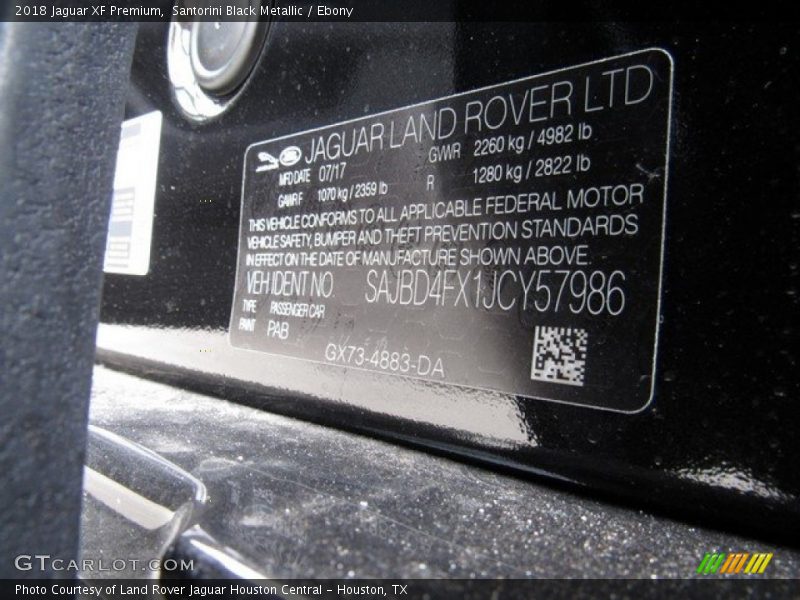 2018 Jaguar XF Premium, Santorini Black Metallic / Ebony
JAGUAR LAND ROVER LTD
MFD DATE 07/17 GWR 2260 kg / 4982 lb
GAWR F 1070 kg / 2359 lb R 1280 kg / 2822 lb
THIS VEHICLE CONFORMS TO ALL APPLICABLE FEDERAL MOTOR
VEHICLE SAFETY, BUMPER AND THEFT PREVENTION STANDARDS
IN EFFECT ON THE DATE OF MANUFACTURE SHOWN ABOVE.
VEH IDENT NO. SAJBD4FX1JCY57986
TYPE PASSENGER CAR
PAINT PAB
GX73-4883-DA
GTCARLOT.COM
Photo Courtesy of Land Rover Jaguar Houston Central - Houston, TX